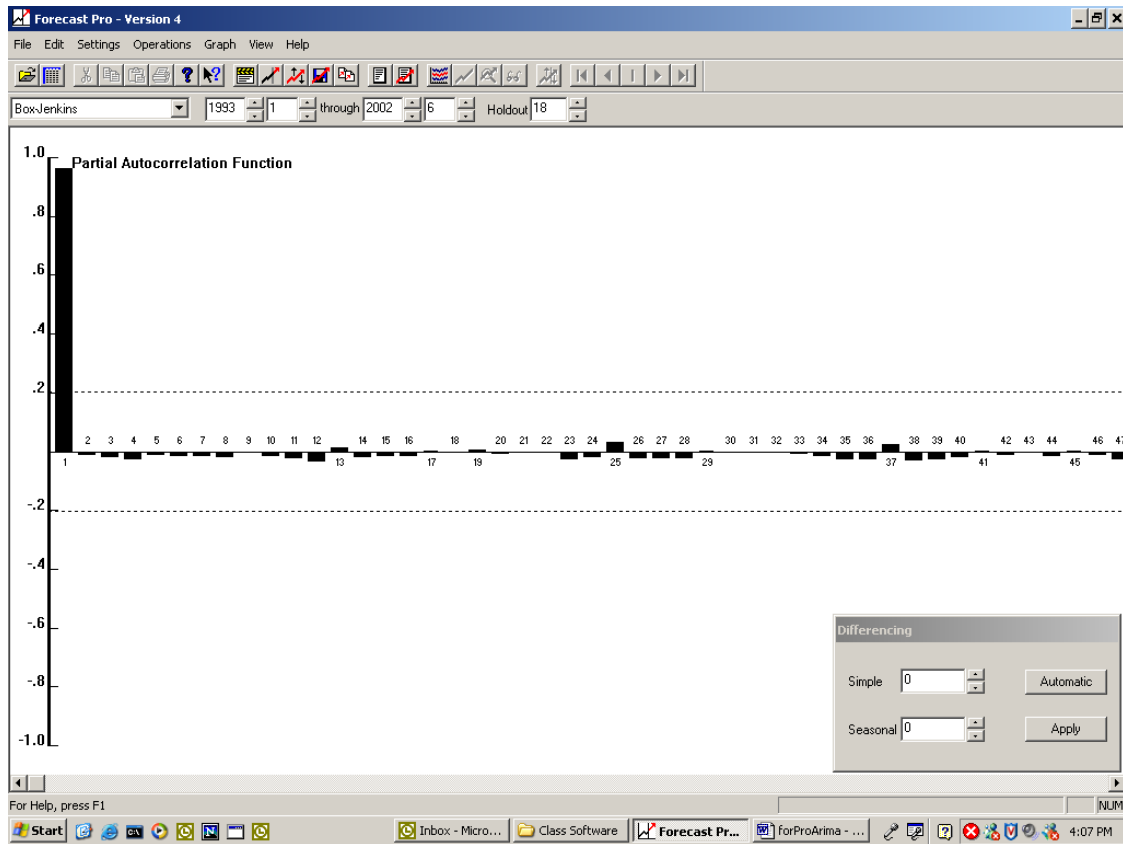 Forecast Pro - Version 4
File Edit Settings Operations Graph View Help
Box-Jenkins 1993 1 through 2002 6 Holdout 18
Partial Autocorrelation Function
1.0
.8
.6
.4
.2
2 3 4 5 6 7 8 10 11 12 14 15 16 18 20 21 22 23 24 26 27 28 30 31 32 33 34 35 36 38 39 40 42 43 44 46 47
1 13 17 19 25 29 37 41 45
-.2
-.4
-.6
-.8
-1.0
Differencing
Simple 0 Automatic
Seasonal 0 Apply
For Help, press F1 NUM
Start Inbox - Micro... Class Software Forecast Pr... forProArima - ... 4:07 PM